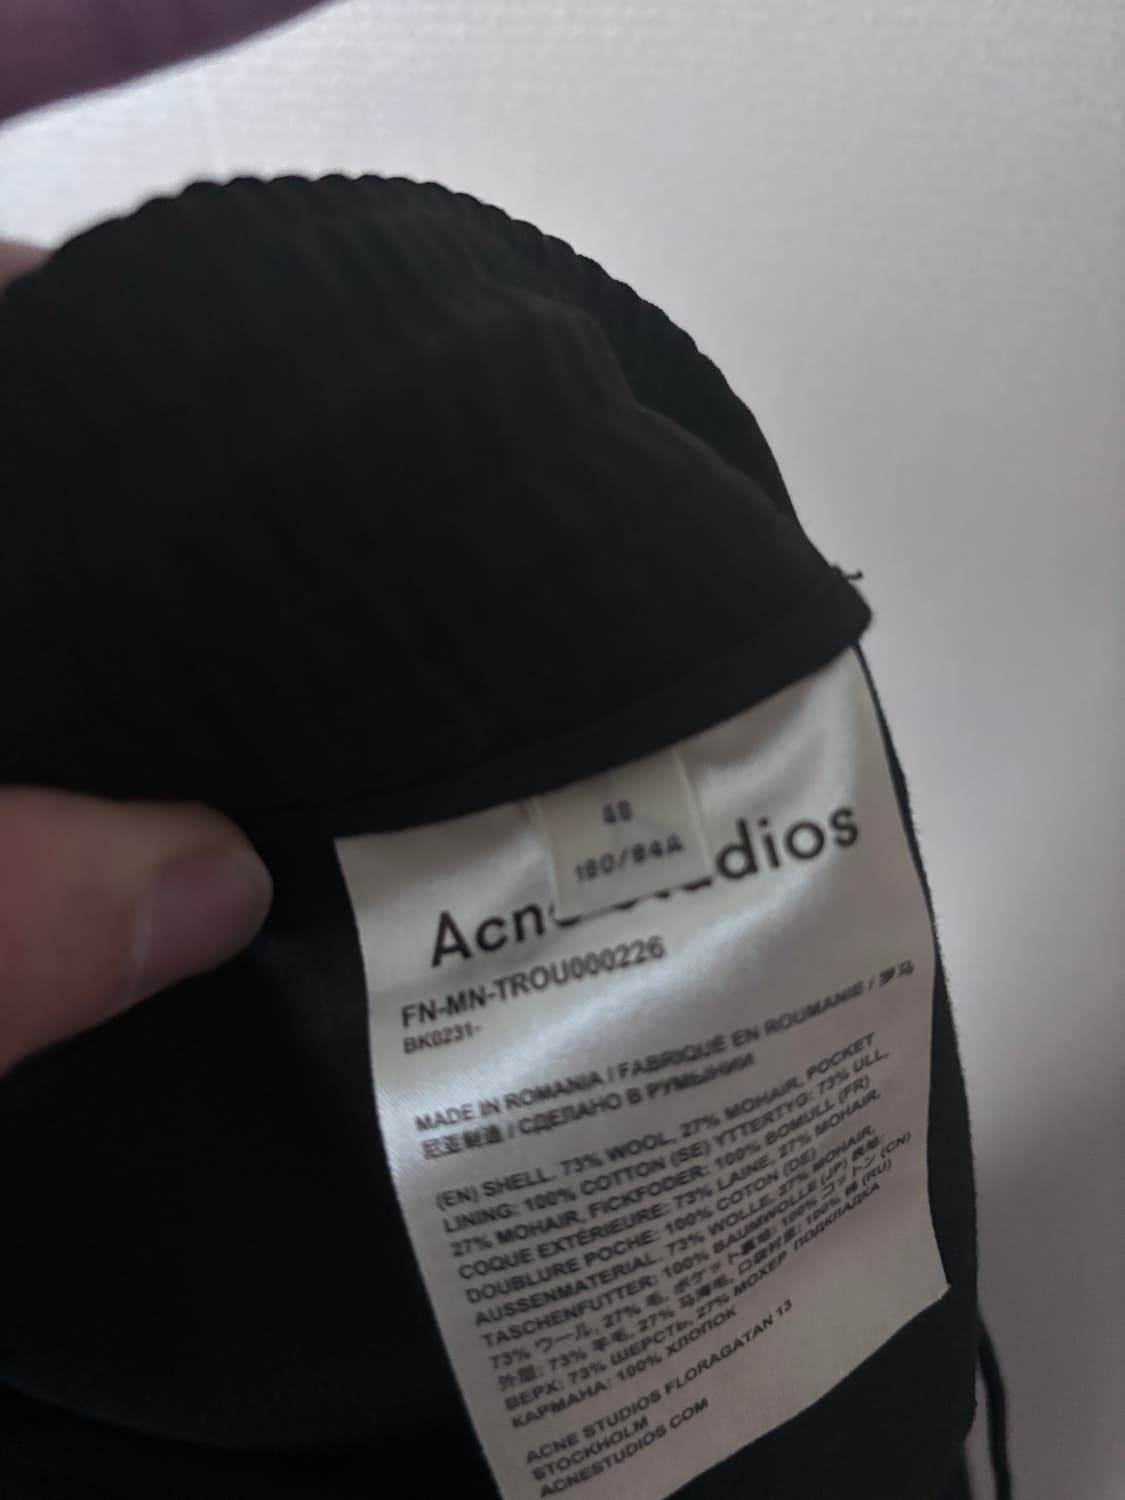 48
180/84A
Acne Studios
FN-MN-TROU000226
BK0231-
MADE IN ROMANIA / FABRIQUÉ EN ROUMANIE / 罗马
尼亚制造 / СДЕЛАНО В РУМЫНИИ
(EN) SHELL. 73% WOOL, 27% MOHAIR, POCKET
LINING: 100% COTTON (SE) YTTERTYG: 73% ULL,
27% MOHAIR, FICKFODER: 100% BOMULL (FR)
COQUE EXTÉRIEURE: 73% LAINE, 27% MOHAIR,
DOUBLURE POCHE: 100% COTON (DE)
AUSSENMATERIAL. 73% WOLLE, 27% MOHAIR,
TASCHENFUTTER: 100% BAUMWOLLE (JP) 表地:
73% ウール, 27% 毛, ポケット裏地: 100% コットン (CN)
外层: 73% 羊毛, 27% 马海毛, 口袋衬里: 100% 棉 (RU)
ВЕРХ: 73% ШЕРСТЬ, 27% МОХЕР ПОДКЛАДКА
КАРМАНА: 100% ХЛОПОК
ACNE STUDIOS FLORAGATAN 13
STOCKHOLM
ACNESTUDIOS COM